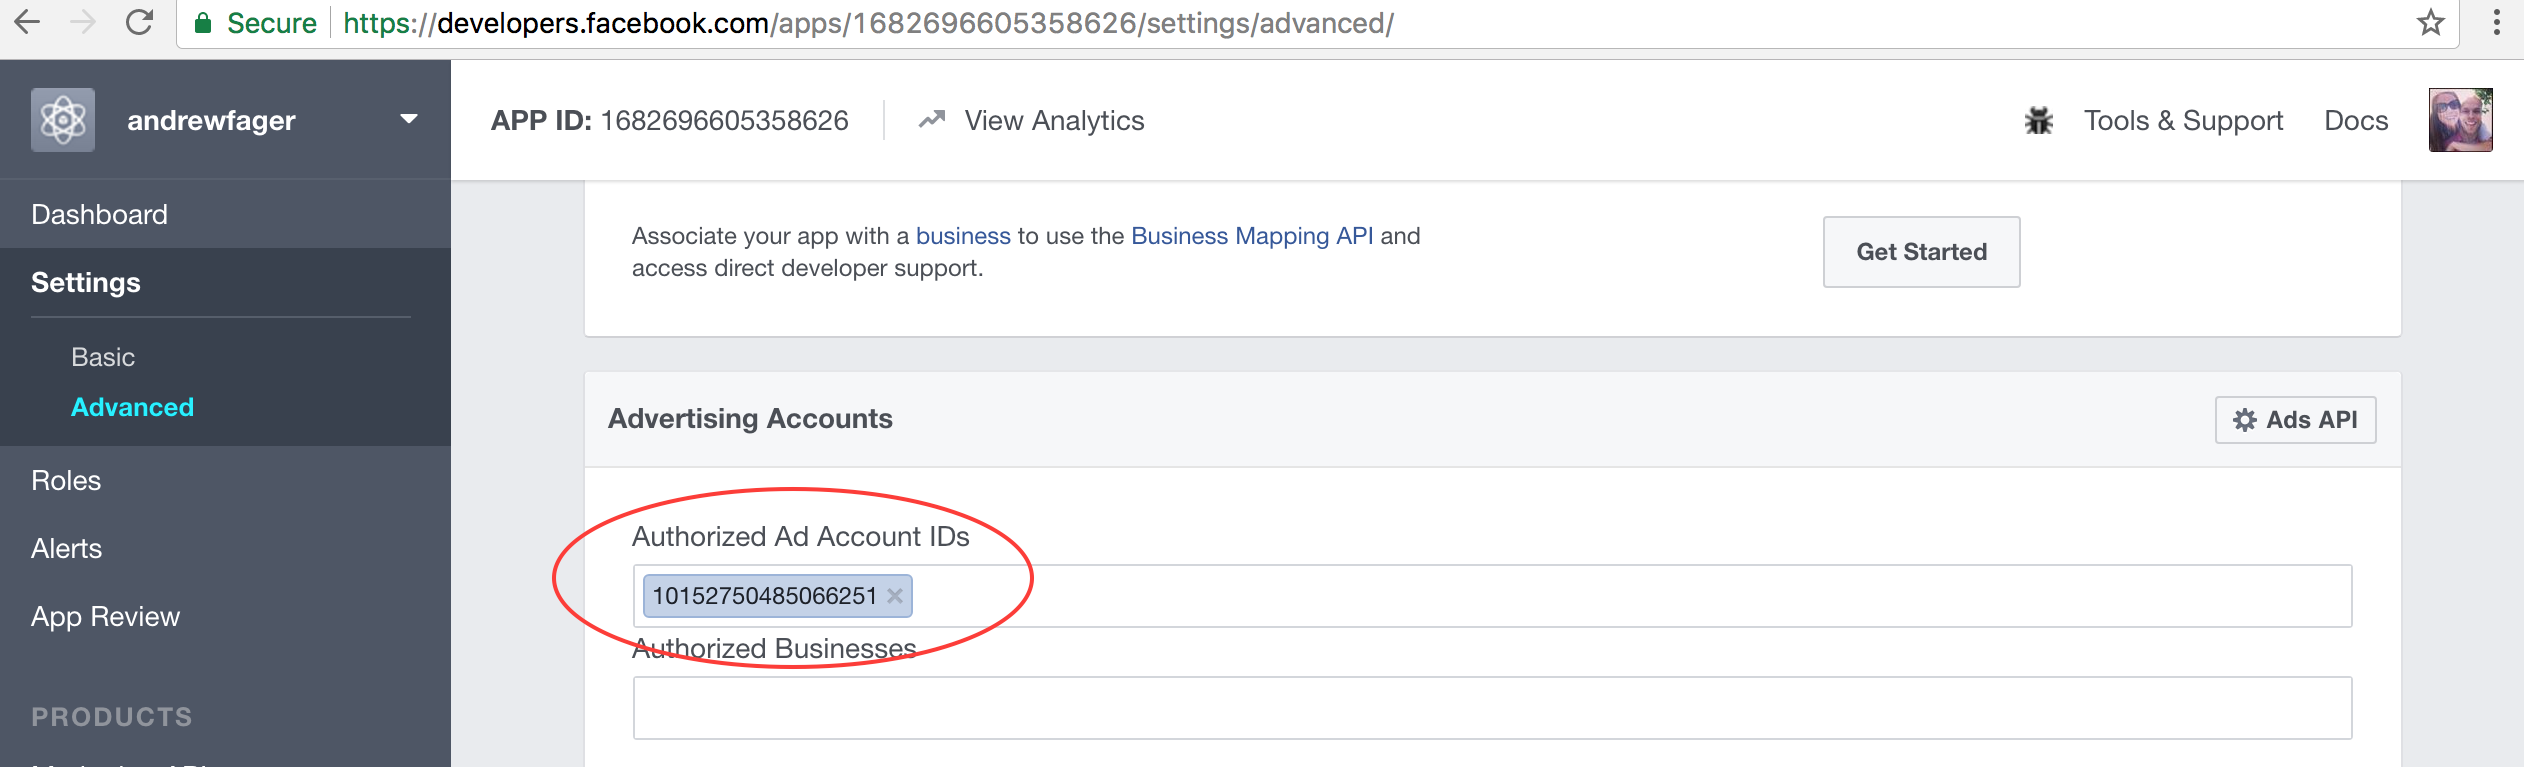 Secure https://developers.facebook.com/apps/1682696605358626/settings/advanced/
andrewfager
APP ID: 1682696605358626
View Analytics
Tools & Support
Docs
Dashboard
Settings
Basic
Advanced
Roles
Alerts
App Review
PRODUCTS
Associate your app with a business to use the Business Mapping API and
access direct developer support.
Get Started
Advertising Accounts
Ads API
Authorized Ad Account IDs
10152750485066251
Authorized Businesses